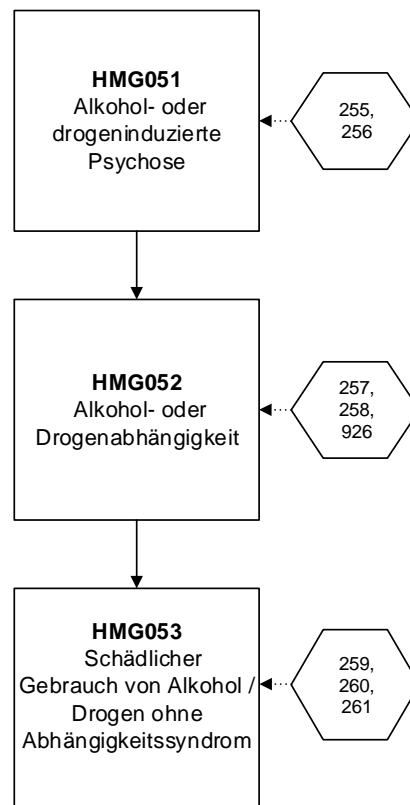 HMG051
Alkohol- oder
drogeninduzierte
Psychose
255,
256
HMG052
Alkohol- oder
Drogenabhängigkeit
257,
258,
926
HMG053
Schädlicher
Gebrauch von Alkohol /
Drogen ohne
Abhängigkeitssyndrom
259,
260,
261